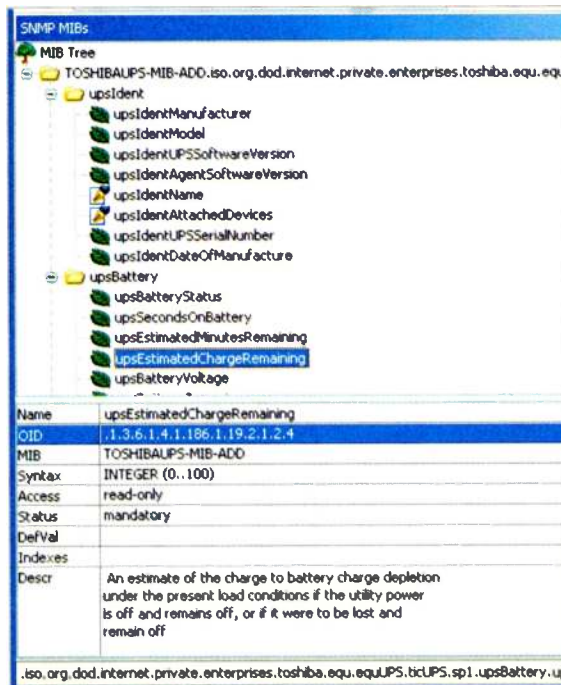 SNMP MIBs
MIB Tree
TOSHIBAUPS-MIB-ADD.iso.org.dod.internet.private.enterprises.toshiba.equ.equ
upsIdent
upsIdentManufacturer
upsIdentModel
upsIdentUPSSoftwareVersion
upsIdentAgentSoftwareVersion
upsIdentName
upsIdentAttachedDevices
upsIdentUPSSerialNumber
upsIdentDateOfManufacture
upsBattery
upsBatteryStatus
upsSecondsOnBattery
upsEstimatedMinutesRemaining
upsEstimatedChargeRemaining
upsBatteryVoltage
Name upsEstimatedChargeRemaining
OID .1.3.6.1.4.1.186.1.19.2.1.2.4
MIB TOSHIBAUPS-MIB-ADD
Syntax INTEGER (0..100)
Access read-only
Status mandatory
DefVal
Indexes
Descr An estimate of the charge to battery charge depletion
under the present load conditions if the utility power
is off and remains off, or if it were to be lost and
remain off
.iso.org.dod.internet.private.enterprises.toshiba.equ.equUPS.ticUPS.sp1.upsBattery.u